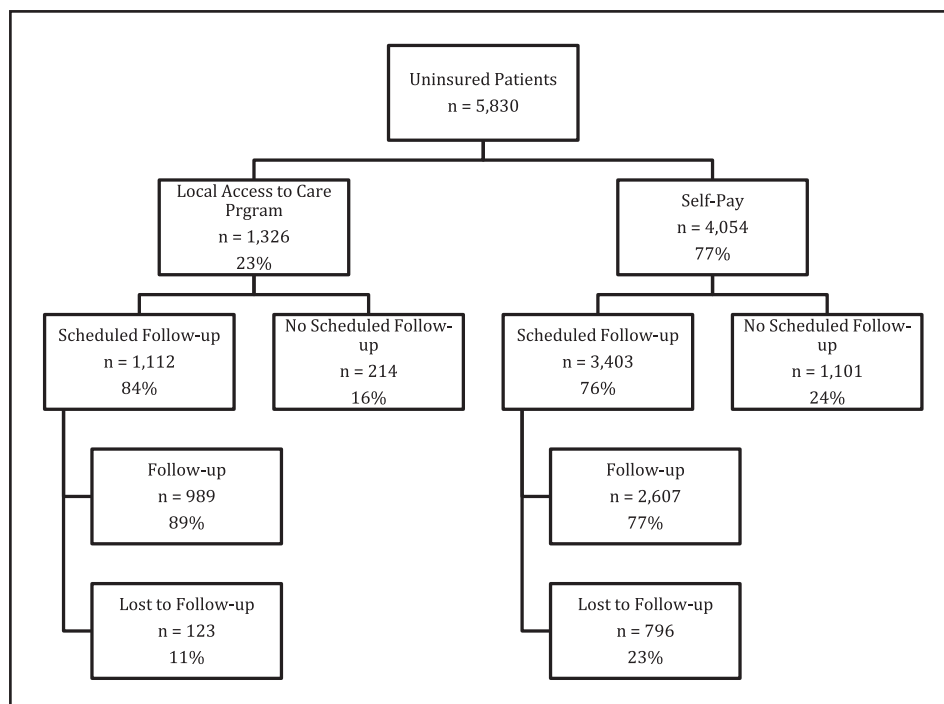 Uninsured Patients
n = 5,830
Local Access to Care
Prgram
n = 1,326
23%
Self-Pay
n = 4,054
77%
Scheduled Follow-up
n = 1,112
84%
No Scheduled Follow-
up
n = 214
16%
Scheduled Follow-up
n = 3,403
76%
No Scheduled Follow-
up
n = 1,101
24%
Follow-up
n = 989
89%
Follow-up
n = 2,607
77%
Lost to Follow-up
n = 123
11%
Lost to Follow-up
n = 796
23%